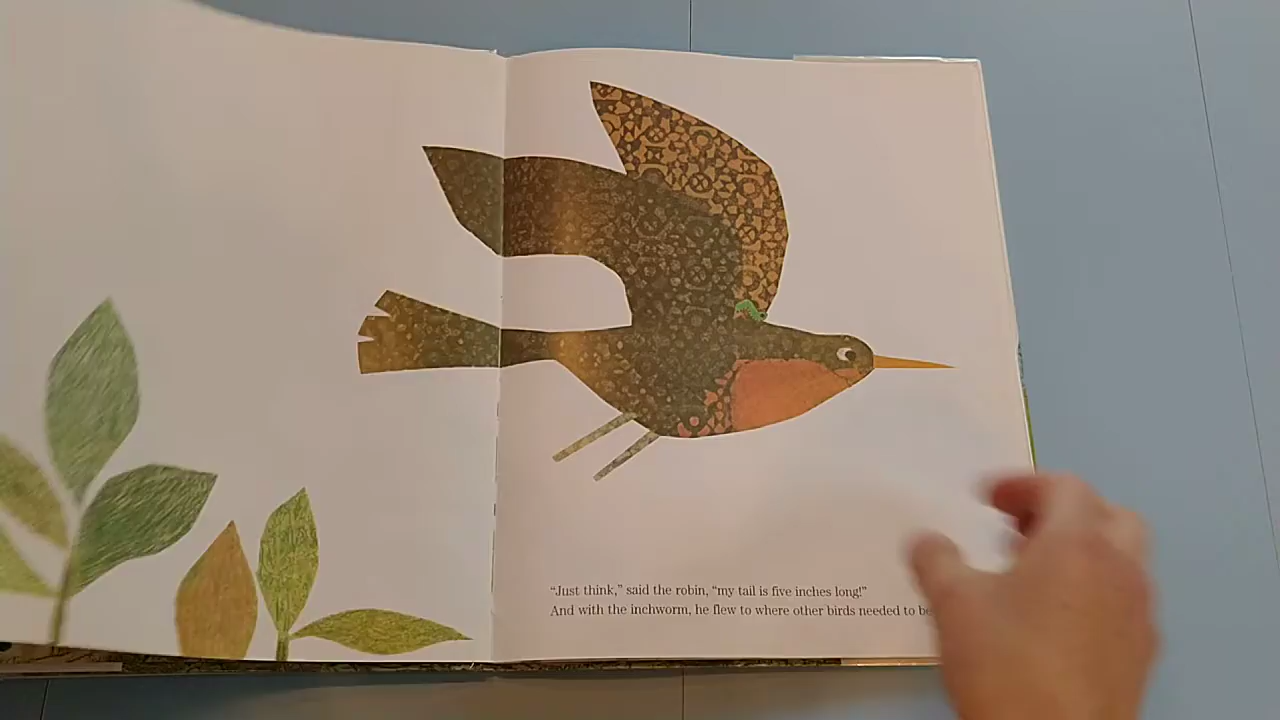 “Just think,” said the robin, “my tail is five inches long!”
And with the inchworm, he flew to where other birds needed to